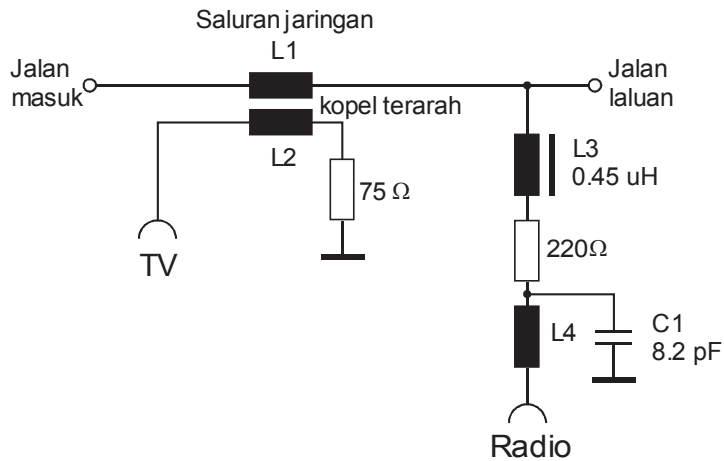 Saluran jaringan
L1
Jalan
masuk
Jalan
laluan
kopel terarah
L2
L3
0.45 uH
75 Ω
TV
220Ω
L4
C1
8.2 pF
Radio